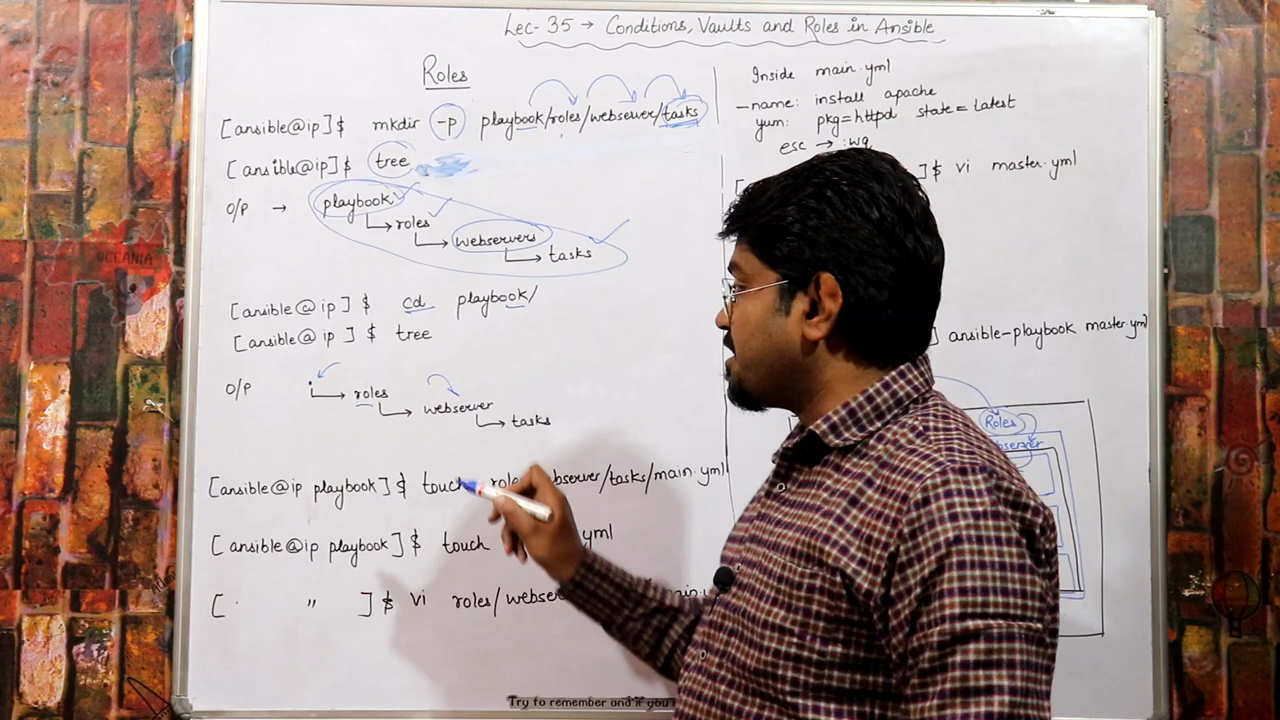 Lec- 35 → Conditions, Vaults and Roles in Ansible
Roles
[ansible@ip]$ mkdir -p playbook/roles/webserver/tasks
[ansible@ip]$ tree
O/P → playbook
roles
webservers
tasks
[ansible@ip]$ cd playbook/
[ansible@ip]$ tree
O/P .
roles
webserver
tasks
[ansible@ip playbook]$ touch /tasks/main.yml
[ansible@ip playbook]$ touch yml
[ " ]$ vi
Inside main.yml
-name: install apache
yum: pkg=httpd state=latest
esc → :wq
]$ vi master.yml
] ansible-playbook master.yml
Roles
OCEANIA
Try to remember and if you